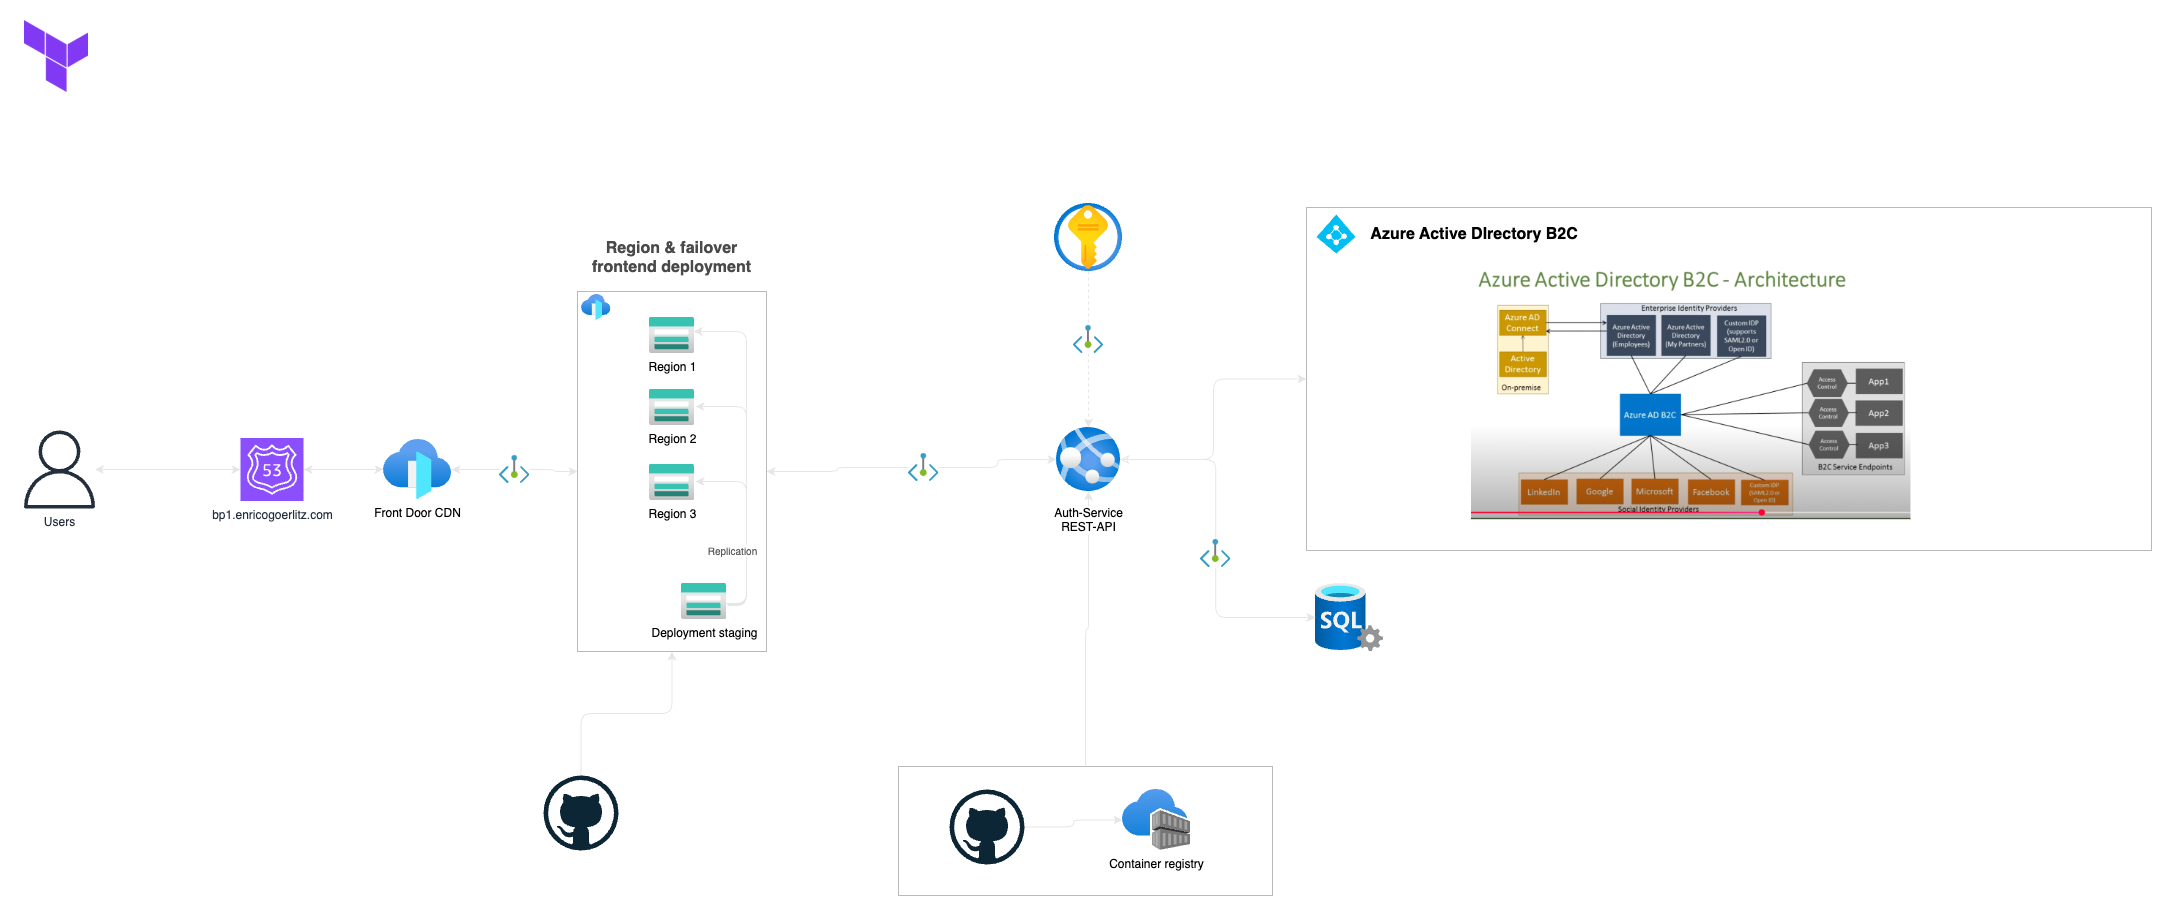 Region & failover
frontend deployment
Region 1
Region 2
Region 3
Replication
Deployment staging
Users
53
bp1.enricogoerlitz.com
Front Door CDN
Auth-Service
REST-API
Container registry
SQL
Azure Active DIrectory B2C
Azure Active Directory B2C - Architecture
Azure AD
Connect
Active
Directory
On-premise
Enterprise Identity Providers
Azure Active
Directory
(Employees)
Azure Active
Directory
(My Partners)
Custom IDP
(supports
SAML2.0 or
Open ID)
Azure AD B2C
Access
Control
App1
Access
Control
App2
Access
Control
App3
B2C Service Endpoints
LinkedIn
Google
Microsoft
Facebook
Custom IDP
(SAML2.0 or
Open ID)
Social Identity Providers